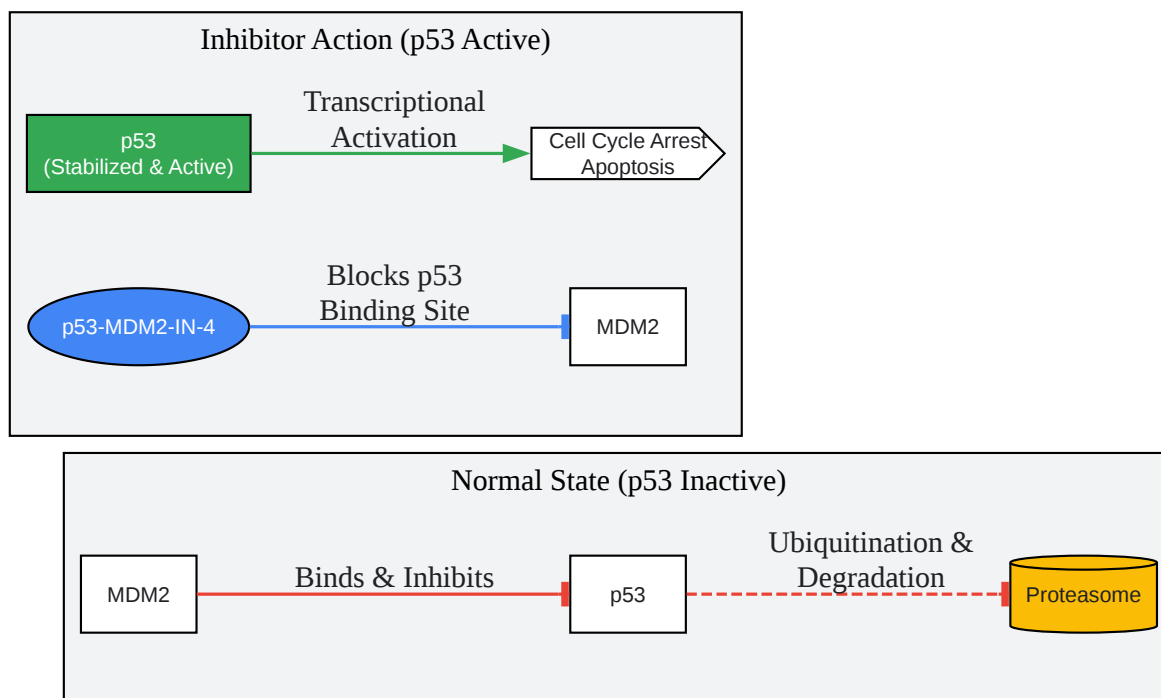 Inhibitor Action (p53 Active)
Transcriptional
Activation
p53
(Stabilized & Active)
Cell Cycle Arrest
Apoptosis
Blocks p53
Binding Site
p53-MDM2-IN-4
MDM2
Normal State (p53 Inactive)
Ubiquitination &
Degradation
MDM2
Binds & Inhibits
p53
Proteasome